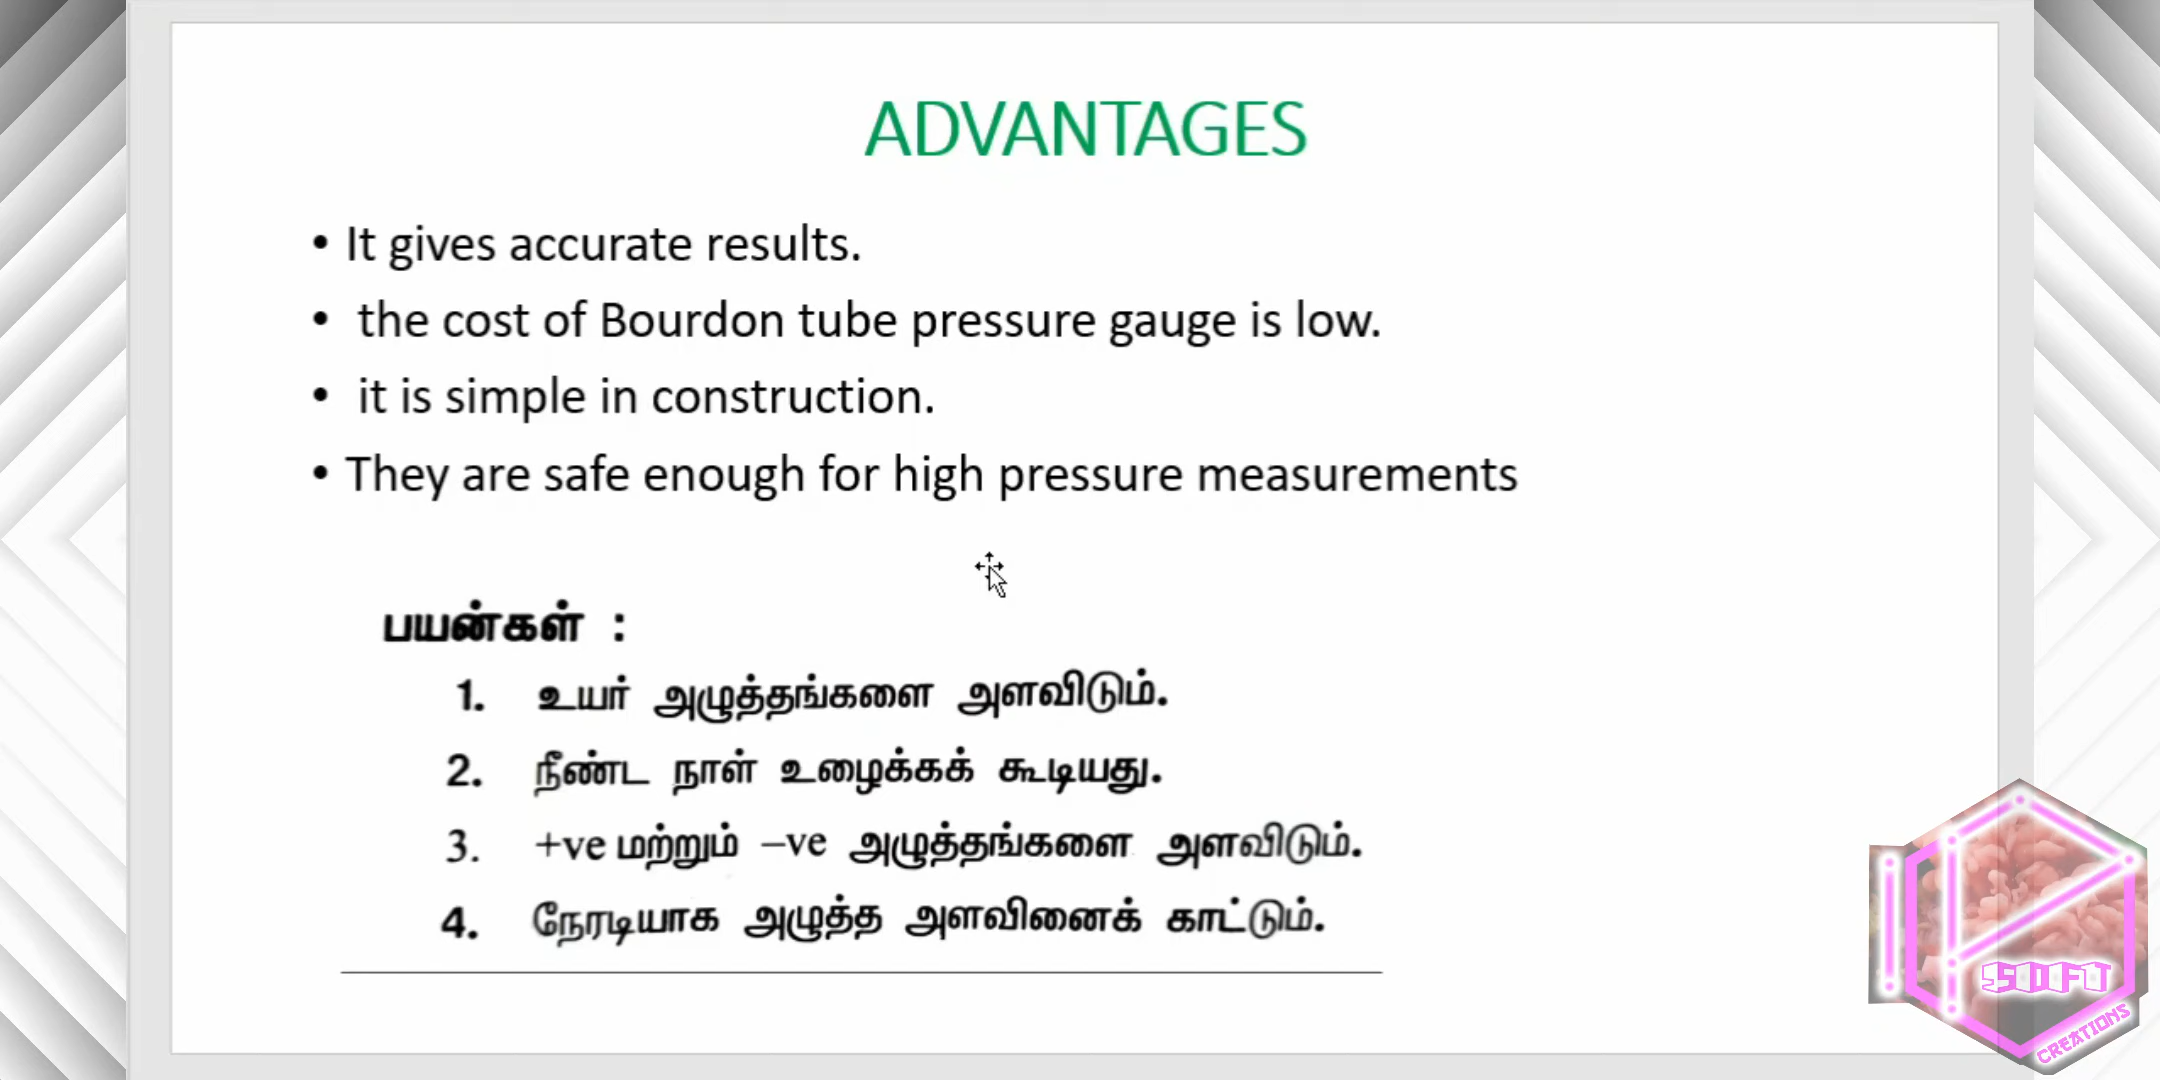 ADVANTAGES
• It gives accurate results.
• the cost of Bourdon tube pressure gauge is low.
• it is simple in construction.
• They are safe enough for high pressure measurements
பயன்கள் :
1. உயர் அழுத்தங்களை அளவிடும்.
2. நீண்ட நாள் உழைக்கக் கூடியது.
3. +ve மற்றும் –ve அழுத்தங்களை அளவிடும்.
4. நேரடியாக அழுத்த அளவினைக் காட்டும்.
SOFT
CREATIONS